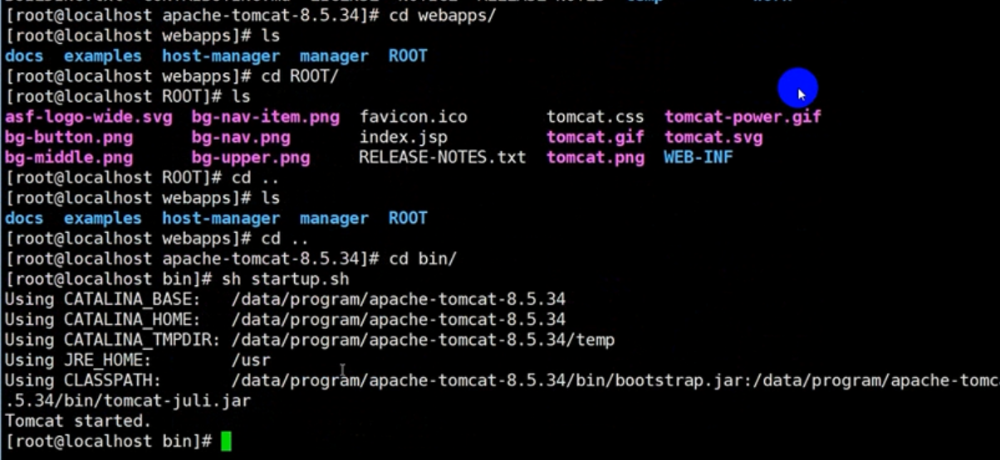 [root@localhost apache-tomcat-8.5.34]# cd webapps/
[root@localhost webapps]# ls
docs  examples  host-manager  manager  ROOT
[root@localhost webapps]# cd ROOT/
[root@localhost ROOT]# ls
asf-logo-wide.svg  bg-nav-item.png  favicon.ico        tomcat.css  tomcat-power.gif
bg-button.png      bg-nav.png       index.jsp          tomcat.gif  tomcat.svg
bg-middle.png      bg-upper.png     RELEASE-NOTES.txt  tomcat.png  WEB-INF
[root@localhost ROOT]# cd ..
[root@localhost webapps]# ls
docs  examples  host-manager  manager  ROOT
[root@localhost webapps]# cd ..
[root@localhost apache-tomcat-8.5.34]# cd bin/
[root@localhost bin]# sh startup.sh
Using CATALINA_BASE:   /data/program/apache-tomcat-8.5.34
Using CATALINA_HOME:   /data/program/apache-tomcat-8.5.34
Using CATALINA_TMPDIR: /data/program/apache-tomcat-8.5.34/temp
Using JRE_HOME:        /usr
Using CLASSPATH:       /data/program/apache-tomcat-8.5.34/bin/bootstrap.jar:/data/program/apache-tomc
.5.34/bin/tomcat-juli.jar
Tomcat started.
[root@localhost bin]#